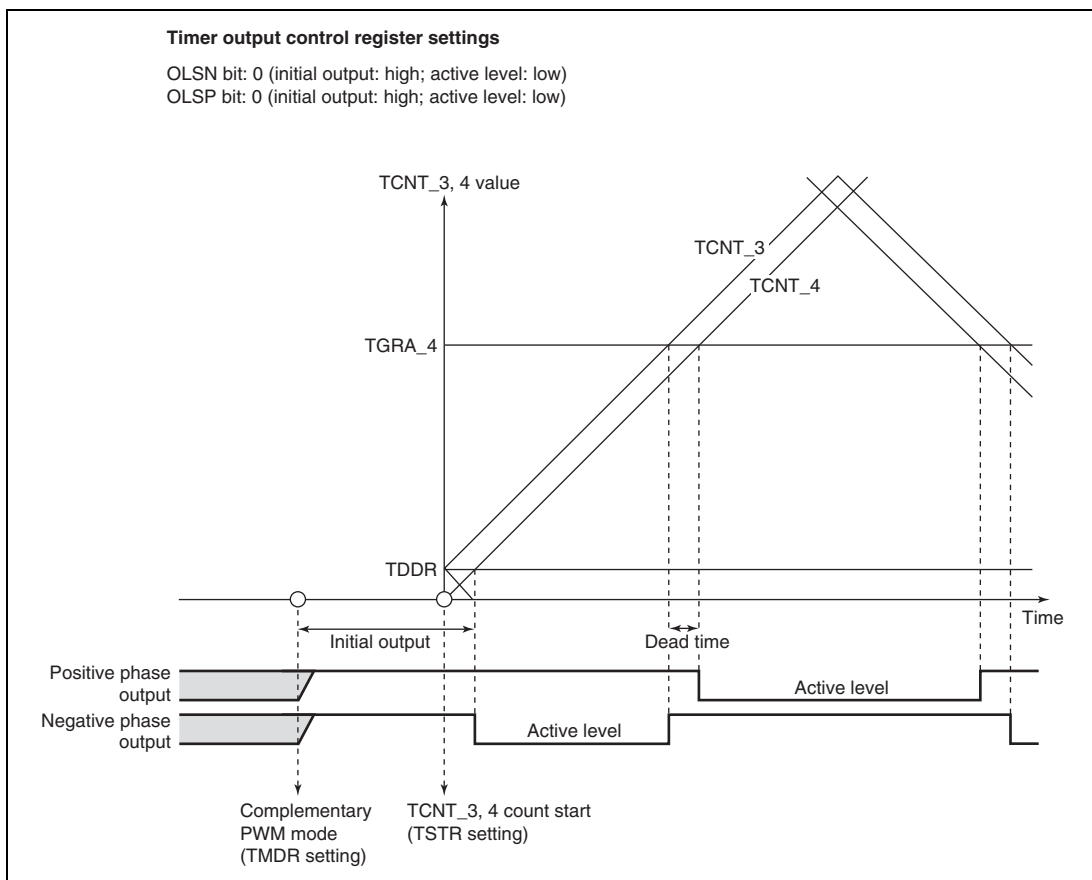 Timer output control register settings
OLSN bit: 0 (initial output: high; active level: low)
OLSP bit: 0 (initial output: high; active level: low)
TCNT_3, 4 value
TCNT_3
TCNT_4
TGRA_4
TDDR
Time
Initial output
Dead time
Positive phase
output
Active level
Negative phase
output
Active level
Complementary
PWM mode
(TMDR setting)
TCNT_3, 4 count start
(TSTR setting)